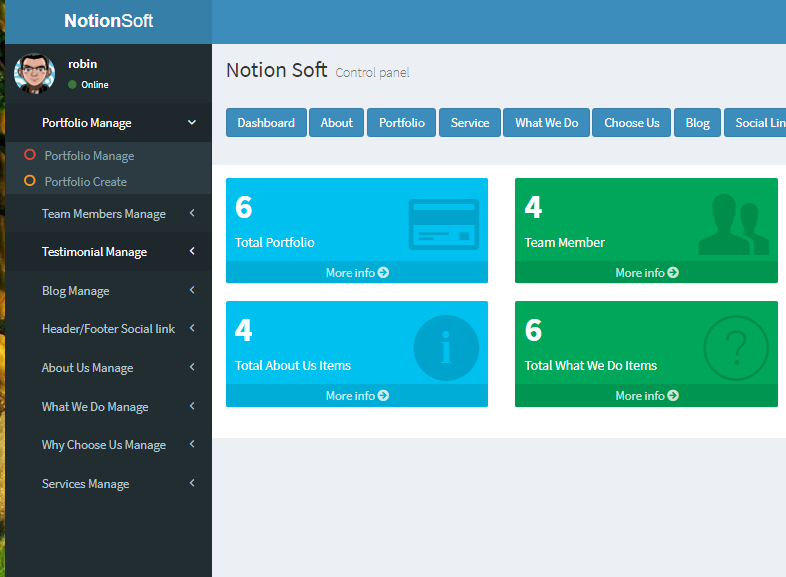 NotionSoft
robin
Online
Portfolio Manage
Portfolio Manage
Portfolio Create
Team Members Manage
Testimonial Manage
Blog Manage
Header/Footer Social link
About Us Manage
What We Do Manage
Why Choose Us Manage
Services Manage
Notion Soft Control panel
Dashboard About Portfolio Service What We Do Choose Us Blog Social Lin
6
Total Portfolio
More info
4
Team Member
More info
4
Total About Us Items
More info
6
Total What We Do Items
More info